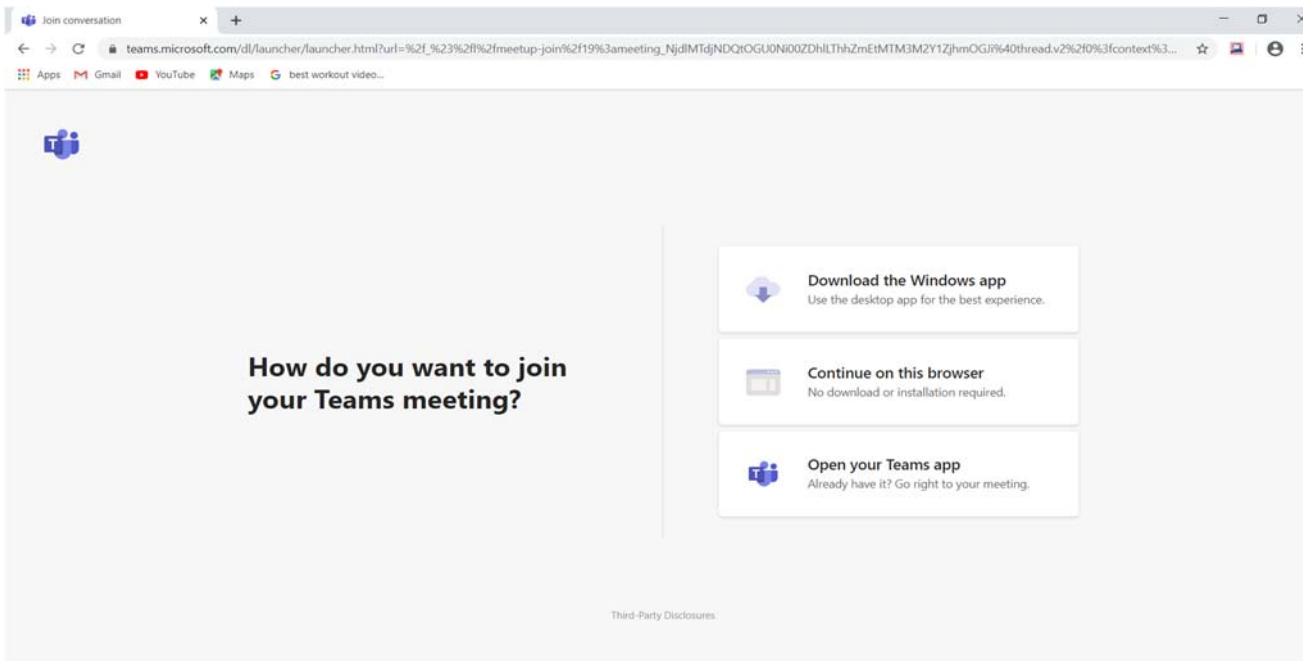 Join conversation
teams.microsoft.com/dl/launcher/launcher.html?url=%2f_%23%2fl%2fmeetup-join%2f19%3ameeting_NjdlMTdjNDQtOGU0Ni00ZDhlLThhZmEtMTM3M2Y1ZjhmOGJi%40thread.v2%2f0%3fcontext%3...
Apps Gmail YouTube Maps best workout video...
Download the Windows app
Use the desktop app for the best experience.
How do you want to join
your Teams meeting?
Continue on this browser
No download or installation required.
Open your Teams app
Already have it? Go right to your meeting.
Third-Party Disclosures